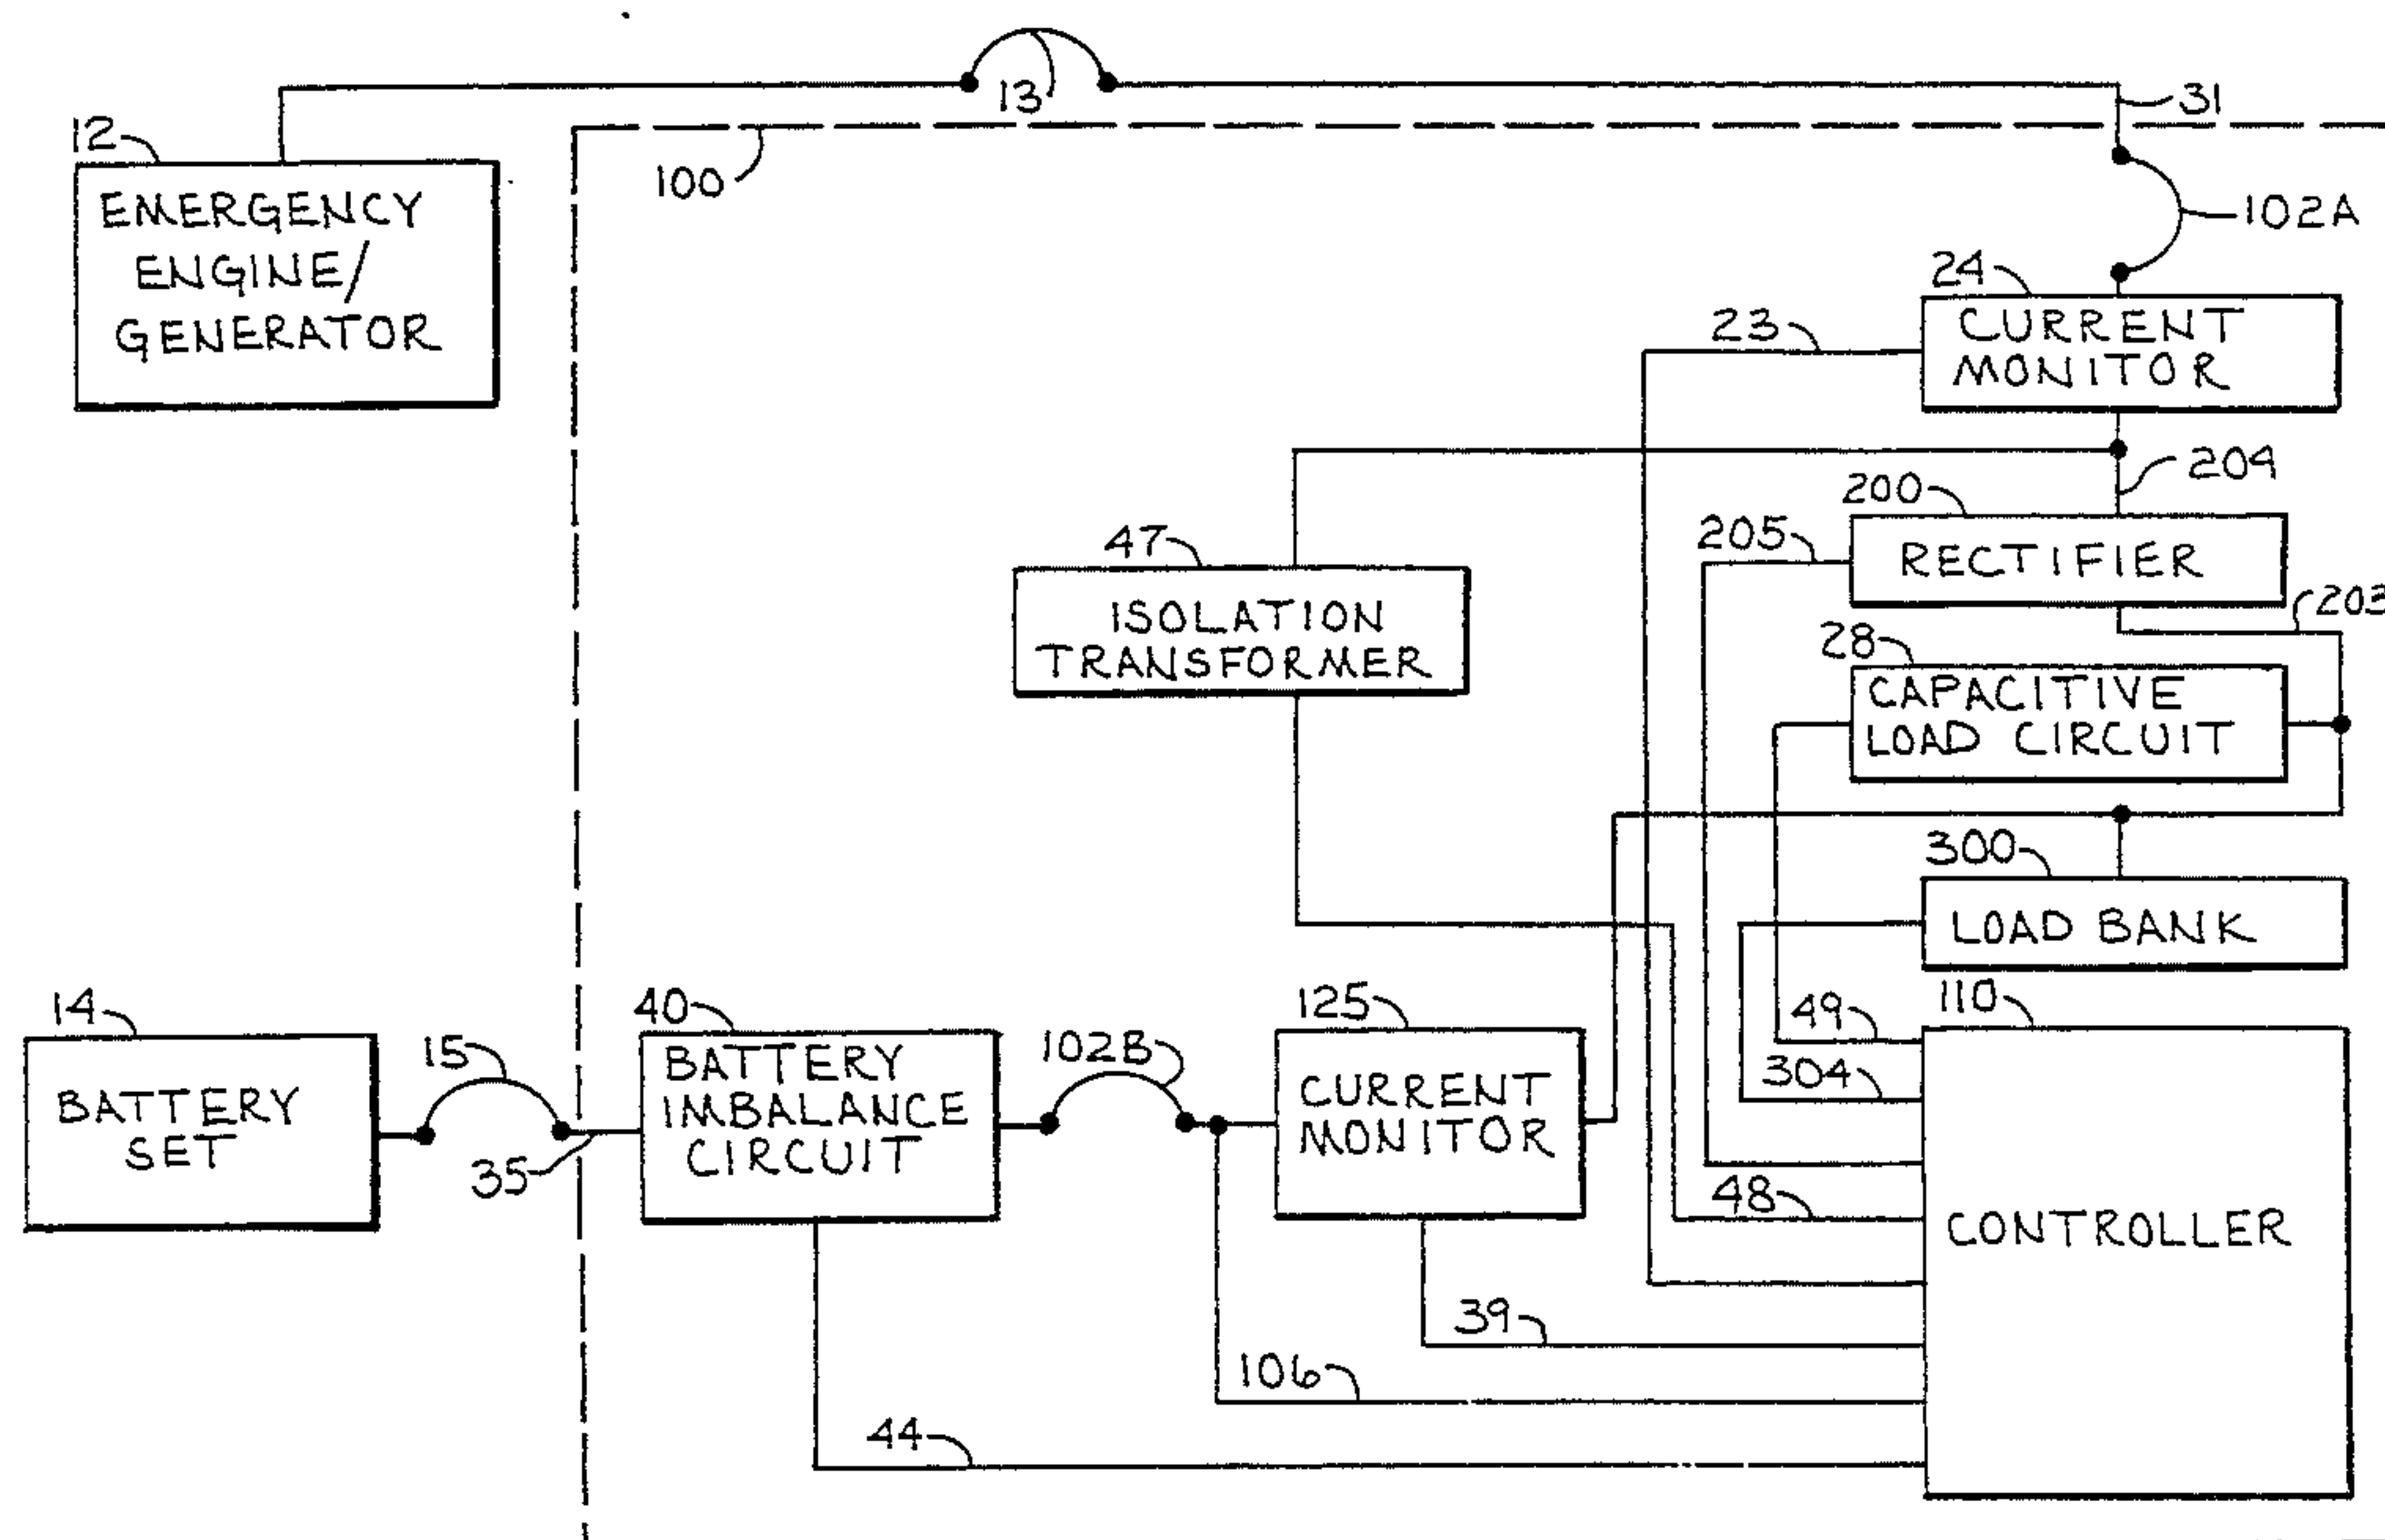 13
31
12
100
EMERGENCY
ENGINE/
GENERATOR
102A
24
23
CURRENT
MONITOR
204
200
205
RECTIFIER
47
203
ISOLATION
TRANSFORMER
28
CAPACITIVE
LOAD CIRCUIT
300
LOAD BANK
14
BATTERY
SET
15
35
40
BATTERY
IMBALANCE
CIRCUIT
102B
125
CURRENT
MONITOR
110
49
304
48
CONTROLLER
39
106
44